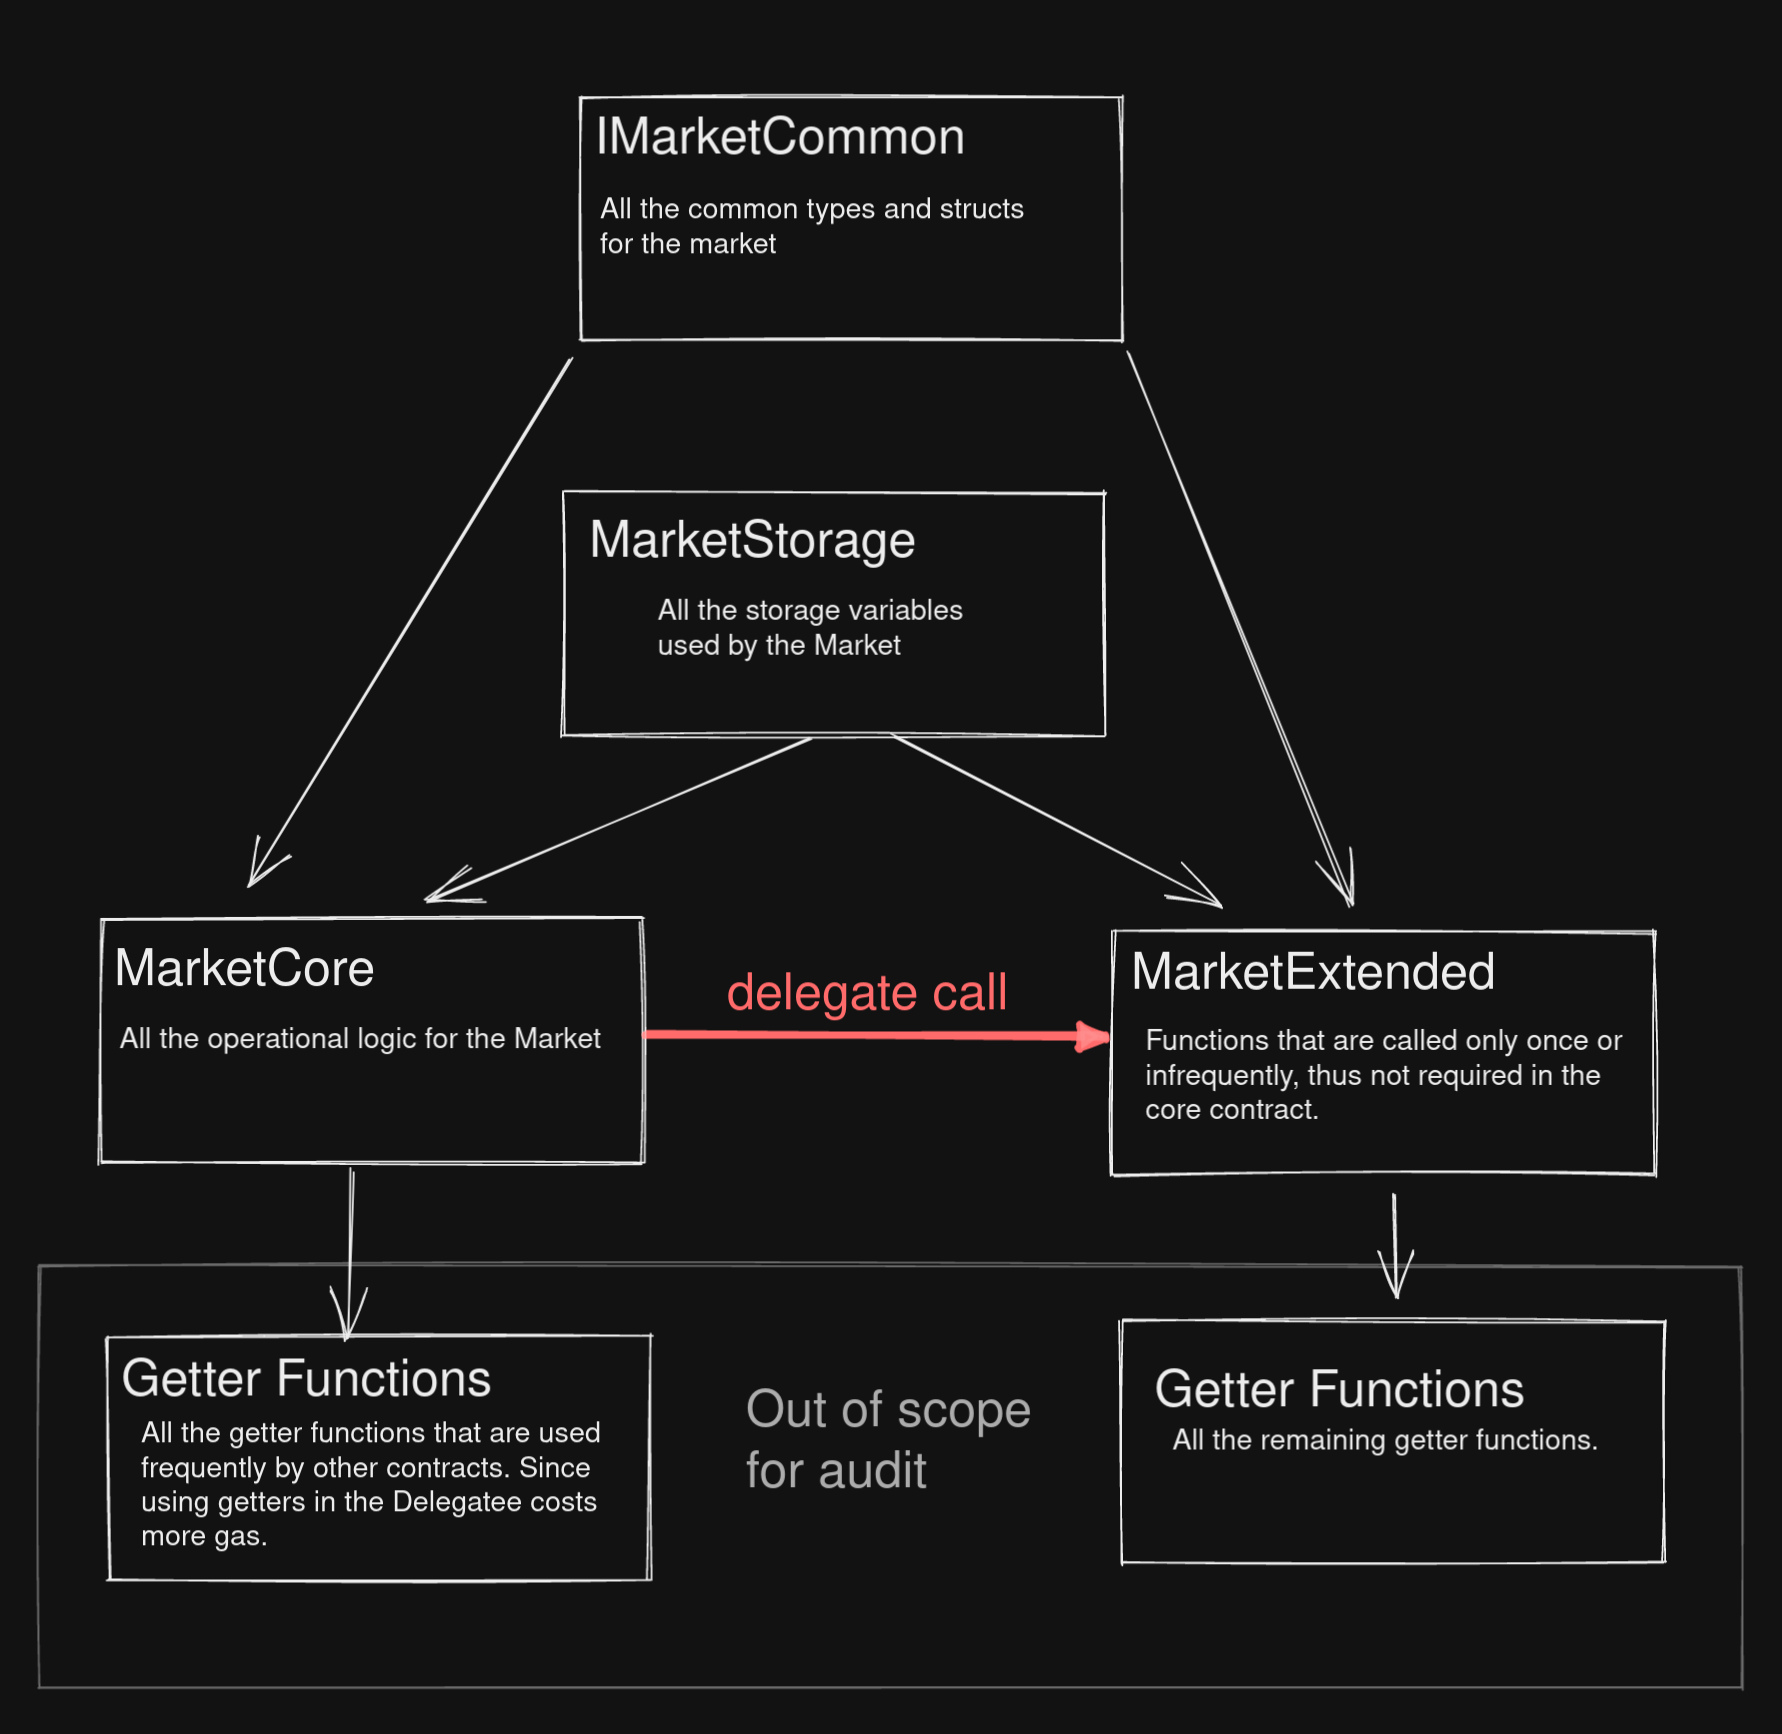 IMarketCommon
All the common types and structs
for the market
MarketStorage
All the storage variables
used by the Market
MarketCore
All the operational logic for the Market
delegate call
MarketExtended
Functions that are called only once or
infrequently, thus not required in the
core contract.
Getter Functions
All the getter functions that are used
frequently by other contracts. Since
using getters in the Delegatee costs
more gas.
Out of scope
for audit
Getter Functions
All the remaining getter functions.